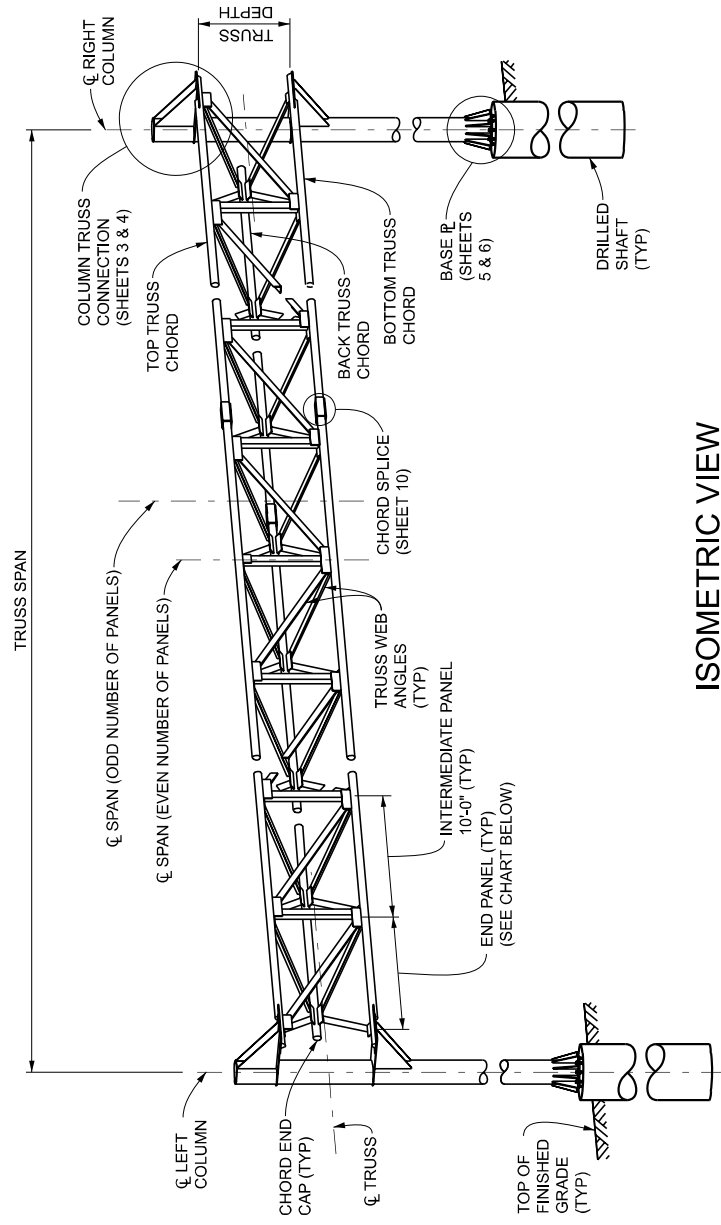 TRUSS SPAN
℄ SPAN (ODD NUMBER OF PANELS)
℄ SPAN (EVEN NUMBER OF PANELS)
℄ LEFT
COLUMN
℄ RIGHT
COLUMN
TRUSS
DEPTH
COLUMN TRUSS
CONNECTION
(SHEETS 3 & 4)
TOP TRUSS
CHORD
BACK TRUSS
CHORD
BOTTOM TRUSS
CHORD
CHORD SPLICE
(SHEET 10)
TRUSS WEB
ANGLES
(TYP)
INTERMEDIATE PANEL
10'-0" (TYP)
END PANEL (TYP)
(SEE CHART BELOW)
CHORD END
CAP (TYP)
℄ TRUSS
TOP OF
FINISHED
GRADE
(TYP)
BASE ⅊
(SHEETS
5 & 6)
DRILLED
SHAFT
(TYP)
ISOMETRIC VIEW